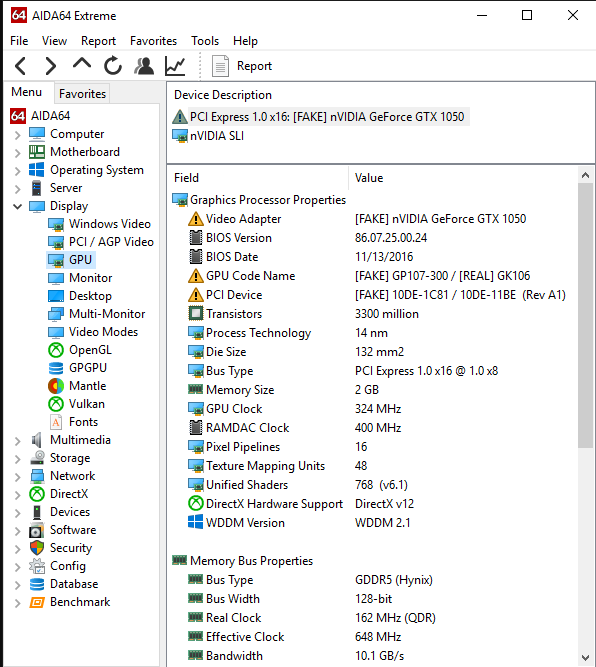 64 AIDA64 Extreme
File View Report Favorites Tools Help
Report
Menu Favorites
64 AIDA64
Computer
Motherboard
Operating System
Server
Display
Windows Video
PCI / AGP Video
GPU
Monitor
Desktop
Multi-Monitor
Video Modes
OpenGL
GPGPU
Mantle
Vulkan
Fonts
Multimedia
Storage
Network
DirectX
Devices
Software
Security
Config
Database
Benchmark
Device Description
PCI Express 1.0 x16: [FAKE] nVIDIA GeForce GTX 1050
nVIDIA SLI
Field Value
Graphics Processor Properties
Video Adapter [FAKE] nVIDIA GeForce GTX 1050
BIOS Version 86.07.25.00.24
BIOS Date 11/13/2016
GPU Code Name [FAKE] GP107-300 / [REAL] GK106
PCI Device [FAKE] 10DE-1C81 / 10DE-11BE (Rev A1)
Transistors 3300 million
Process Technology 14 nm
Die Size 132 mm2
Bus Type PCI Express 1.0 x16 @ 1.0 x8
Memory Size 2 GB
GPU Clock 324 MHz
RAMDAC Clock 400 MHz
Pixel Pipelines 16
Texture Mapping Units 48
Unified Shaders 768 (v6.1)
DirectX Hardware Support DirectX v12
WDDM Version WDDM 2.1
Memory Bus Properties
Bus Type GDDR5 (Hynix)
Bus Width 128-bit
Real Clock 162 MHz (QDR)
Effective Clock 648 MHz
Bandwidth 10.1 GB/s